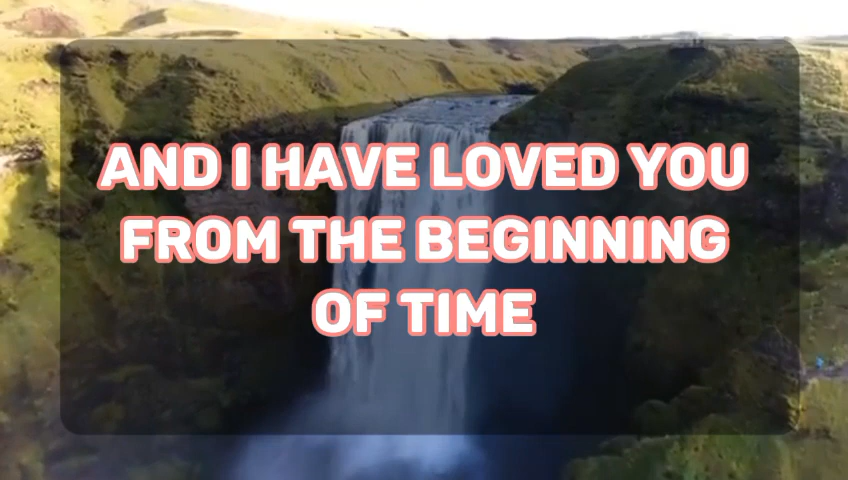 AND I HAVE LOVED YOU
FROM THE BEGINNING
OF TIME